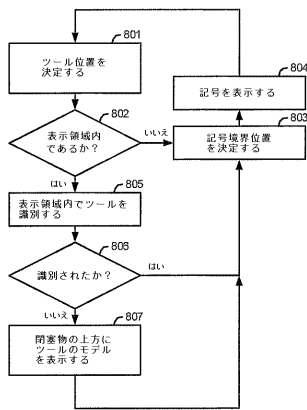 801
ツール位置を
決定する
802
表示領域内
であるか？
いいえ
はい
804
記号を表示する
803
記号境界位置
を決定する
805
表示領域内でツールを
識別する
806
識別されたか？
はい
いいえ
807
閉塞物の上方に
ツールのモデル
を表示する